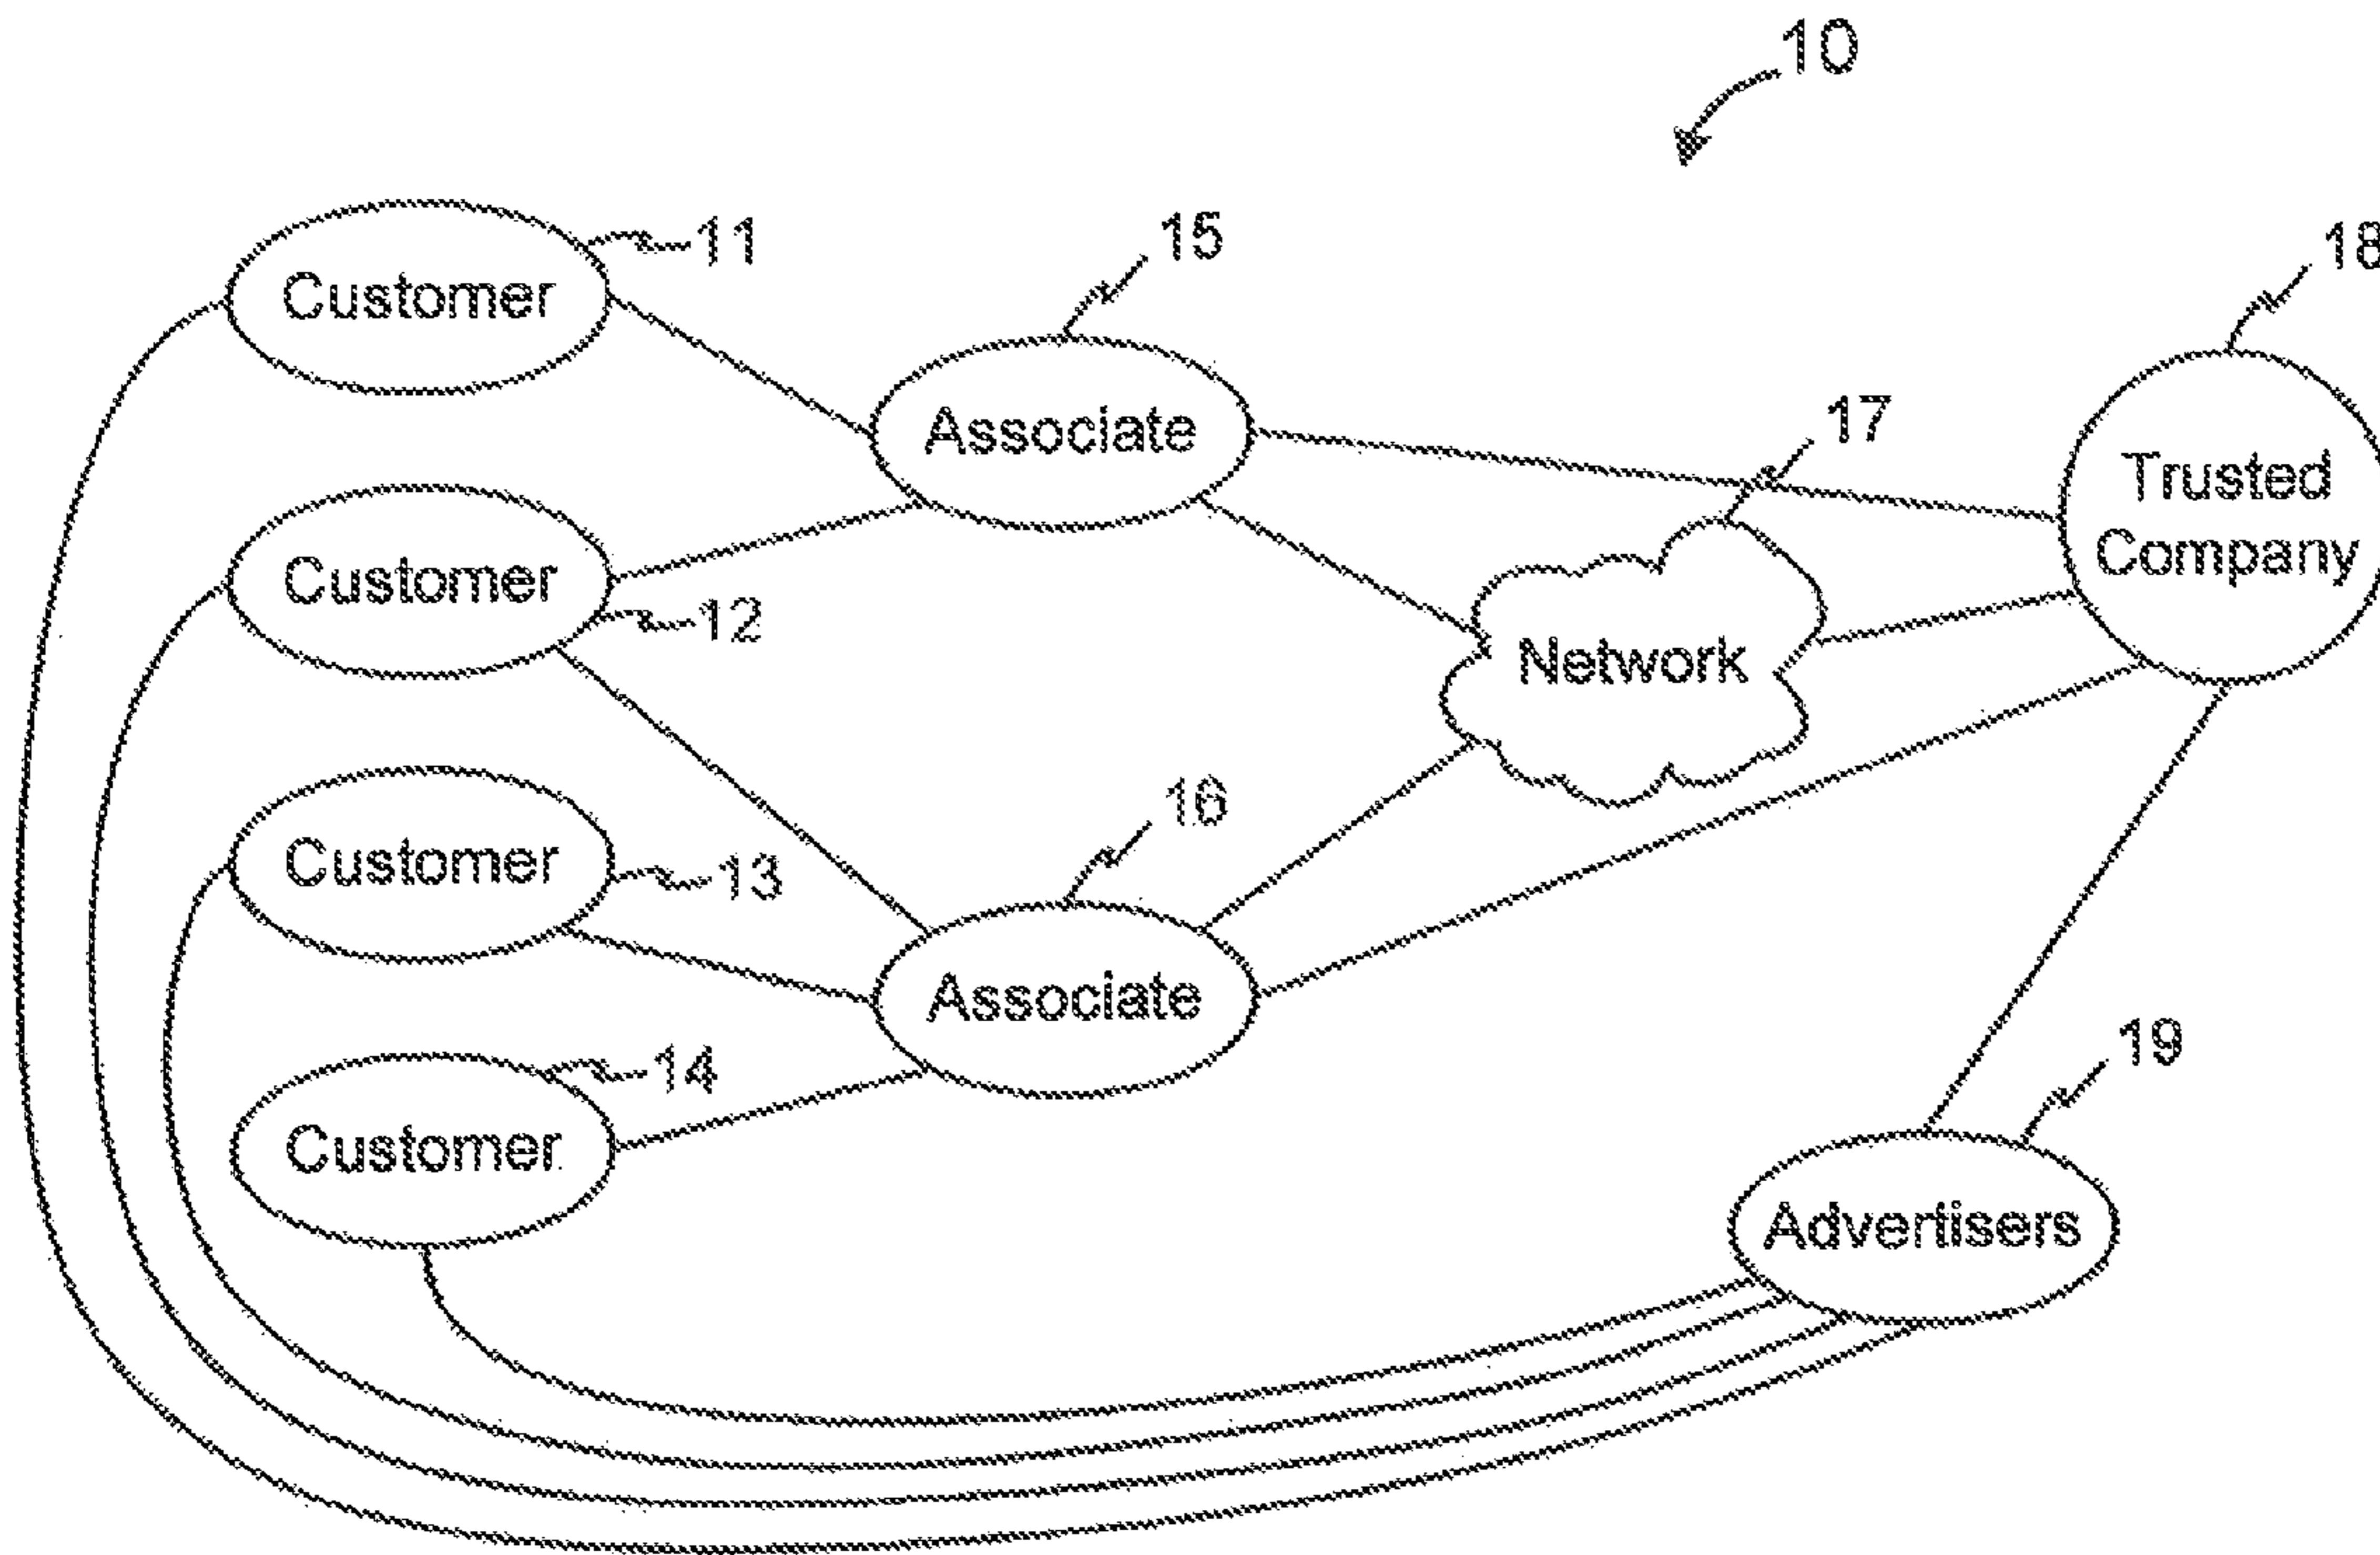 10
11
Customer
15
18
Associate
17
Trusted
Company
Customer
12
Network
16
Customer
13
Associate
19
14
Customer
Advertisers